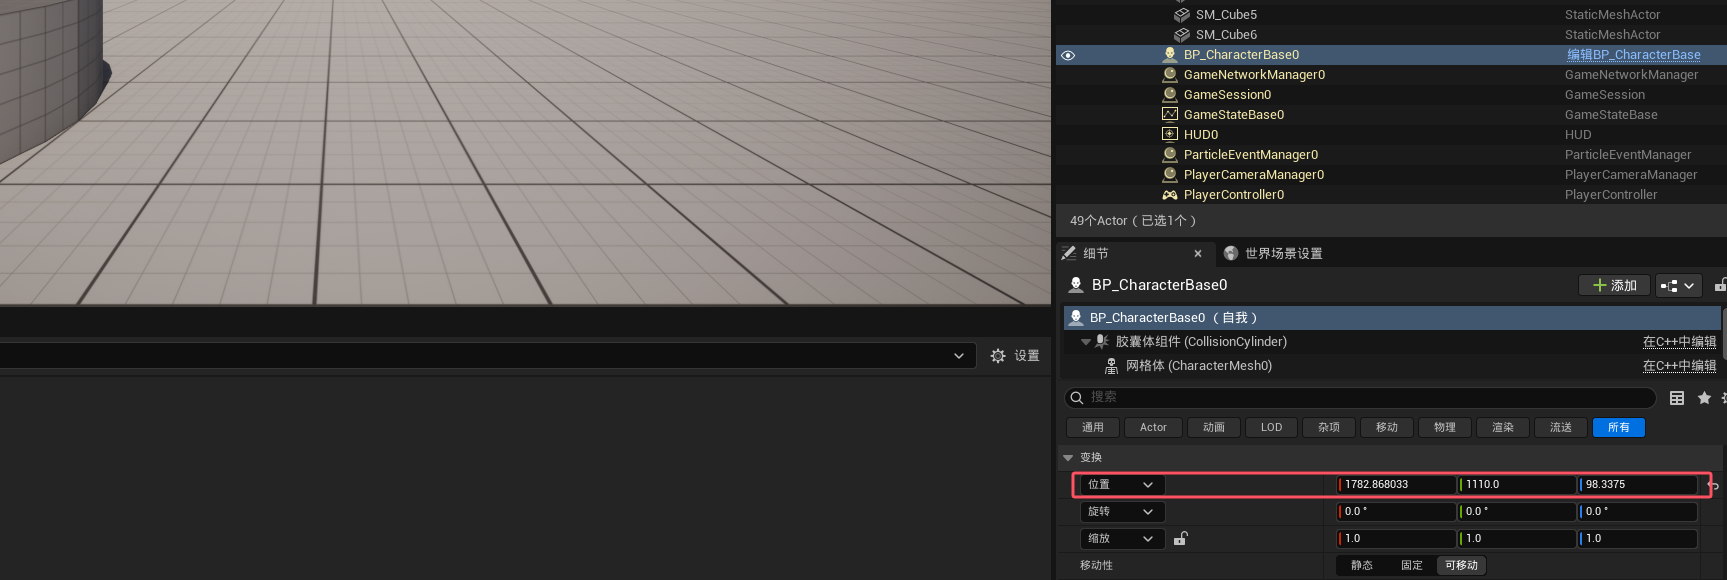 SM_Cube5 StaticMeshActor
SM_Cube6 StaticMeshActor
BP_CharacterBase0 编辑BP_CharacterBase
GameNetworkManager0 GameNetworkManager
GameSession0 GameSession
GameStateBase0 GameStateBase
HUD0 HUD
ParticleEventManager0 ParticleEventManager
PlayerCameraManager0 PlayerCameraManager
PlayerController0 PlayerController
49个Actor（已选1个）
细节 世界场景设置
BP_CharacterBase0 添加
BP_CharacterBase0（自我）
胶囊体组件 (CollisionCylinder) 在C++中编辑
网格体 (CharacterMesh0) 在C++中编辑
设置
搜索
通用 Actor 动画 LOD 杂项 移动 物理 渲染 流送 所有
变换
位置 1782.868033 1110.0 98.3375
旋转 0.0 ° 0.0 ° 0.0 °
缩放 1.0 1.0 1.0
移动性 静态 固定 可移动